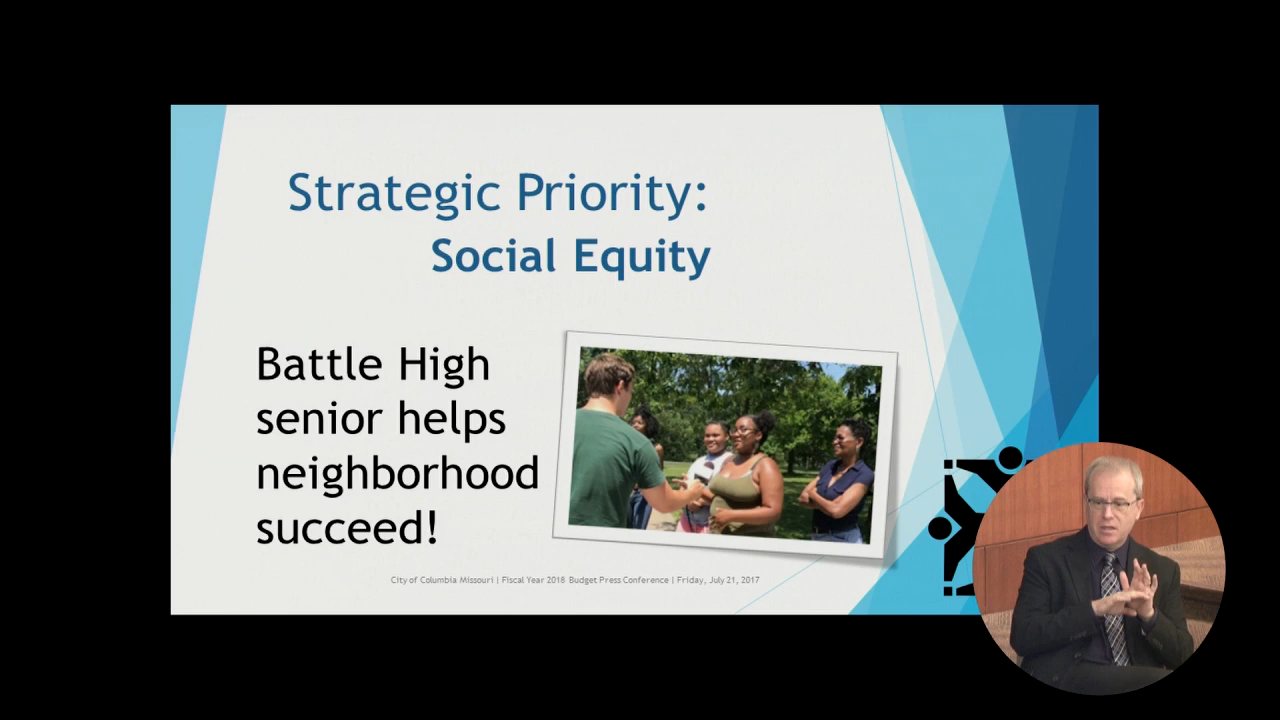 Strategic Priority:
Social Equity
Battle High
senior helps
neighborhood
succeed!
City of Columbia Missouri | Fiscal Year 2018 Budget Press Conference | Friday, July 21, 2017